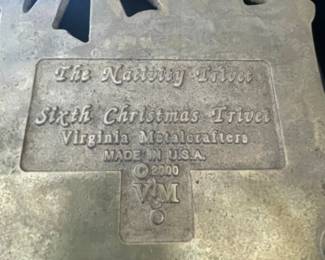 The Nativity Trivet
Sixth Christmas Trivet
Virginia Metalcrafters
MADE IN U.S.A.
© 2000
VM